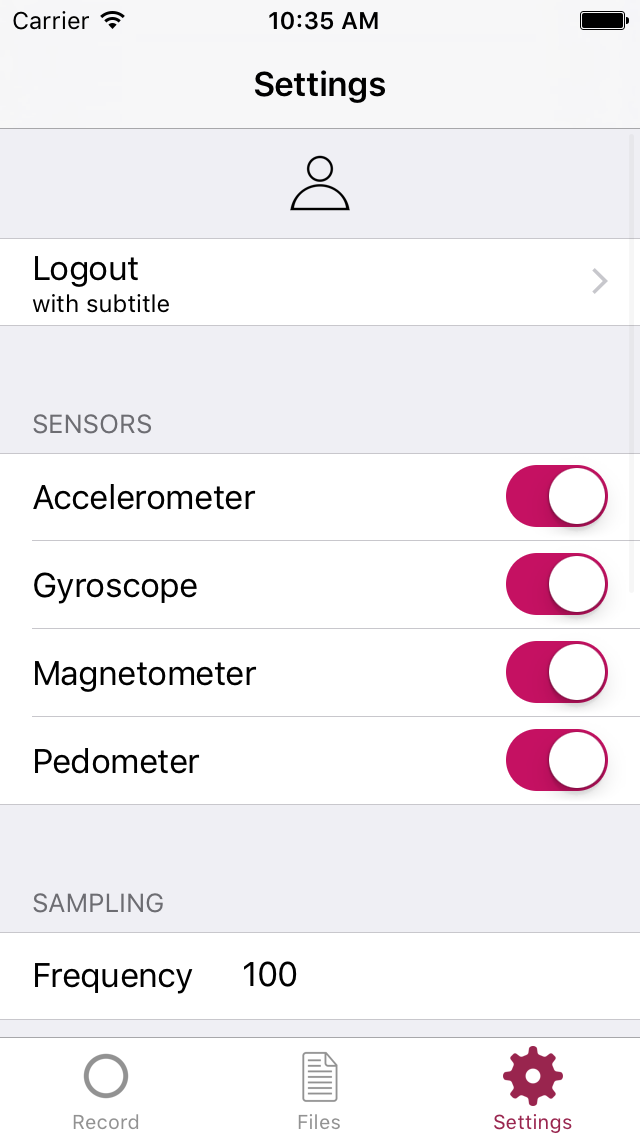 Carrier 10:35 AM
Settings
Logout
with subtitle
SENSORS
Accelerometer
Gyroscope
Magnetometer
Pedometer
SAMPLING
Frequency 100
Record Files Settings